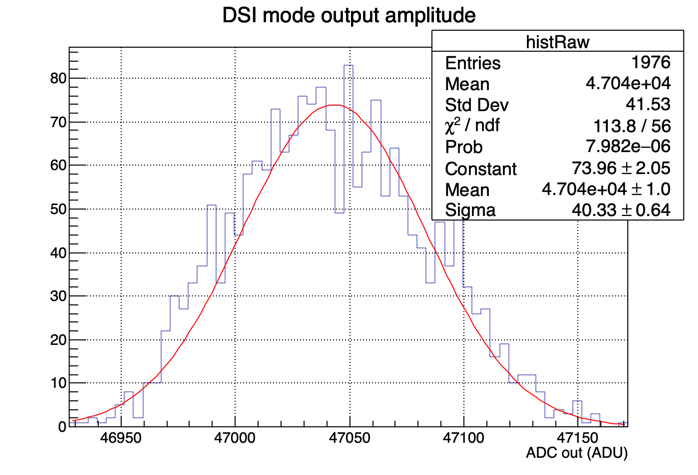 DSI mode output amplitude
histRaw
Entries 1976
Mean 4.704e+04
Std Dev 41.53
χ² / ndf 113.8 / 56
Prob 7.982e−06
Constant 73.96 ± 2.05
Mean 4.704e+04 ± 1.0
Sigma 40.33 ± 0.64
80
70
60
50
40
30
20
10
0
46950 47000 47050 47100 47150
ADC out (ADU)